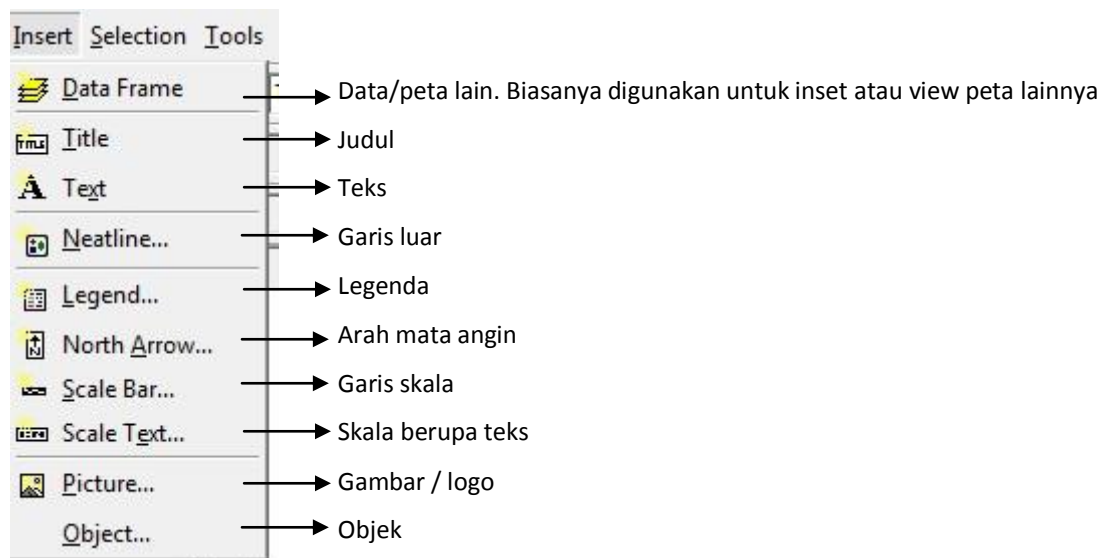 Insert Selection Tools
Data Frame Data/peta lain. Biasanya digunakan untuk inset atau view peta lainnya
Title Judul
Text Teks
Neatline... Garis luar
Legend... Legenda
North Arrow... Arah mata angin
Scale Bar... Garis skala
Scale Text... Skala berupa teks
Picture... Gambar / logo
Object... Objek